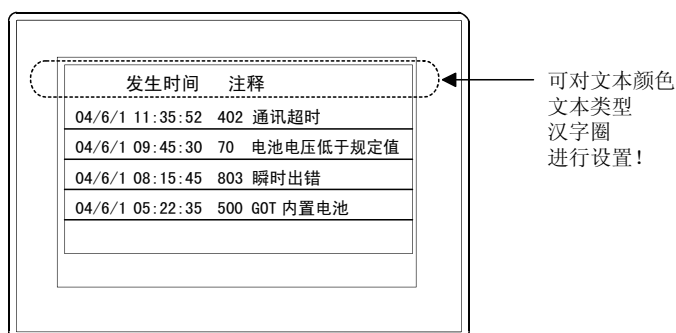 发生时间 注释
04/6/1 11:35:52 402 通讯超时
04/6/1 09:45:30 70 电池电压低于规定值
04/6/1 08:15:45 803 瞬时出错
04/6/1 05:22:35 500 GOT 内置电池
可对文本颜色
文本类型
汉字圈
进行设置!